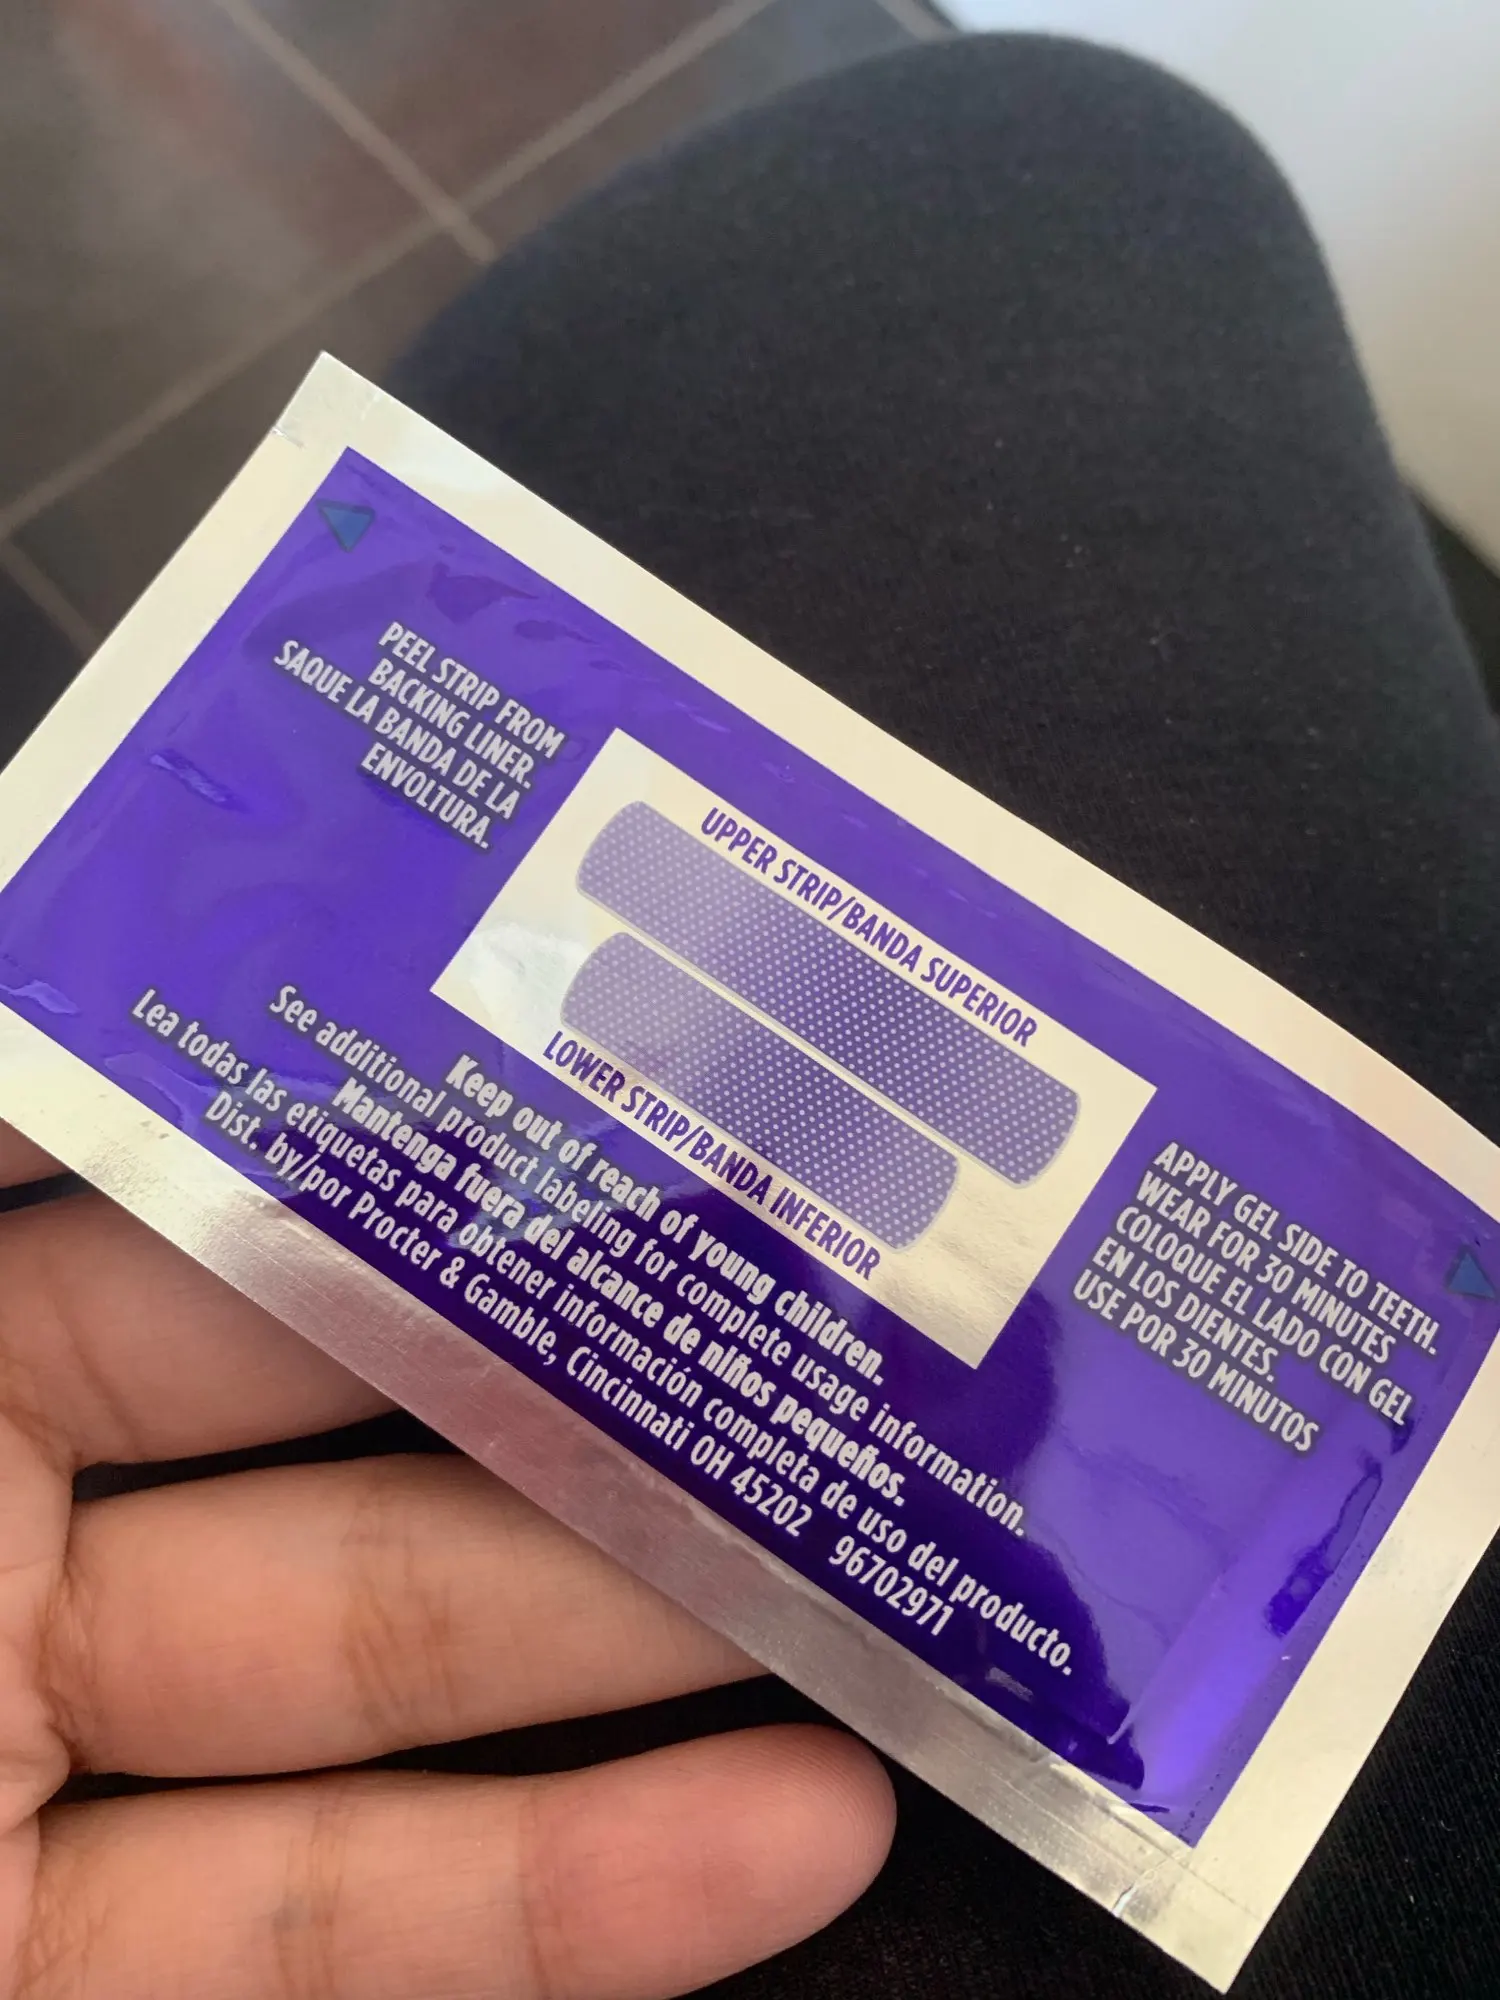 PEEL STRIP FROM
BACKING LINER.
SAQUE LA BANDA DE LA
ENVOLTURA.
UPPER STRIP/BANDA SUPERIOR
LOWER STRIP/BANDA INFERIOR
APPLY GEL SIDE TO TEETH.
WEAR FOR 30 MINUTES
COLOQUE EL LADO CON GEL
EN LOS DIENTES.
USE POR 30 MINUTOS
Keep out of reach of young children.
See additional product labeling for complete usage information.
Mantenga fuera del alcance de niños pequeños.
Lea todas las etiquetas para obtener información completa de uso del producto.
Dist. by/por Procter & Gamble, Cincinnati OH 45202 96702971